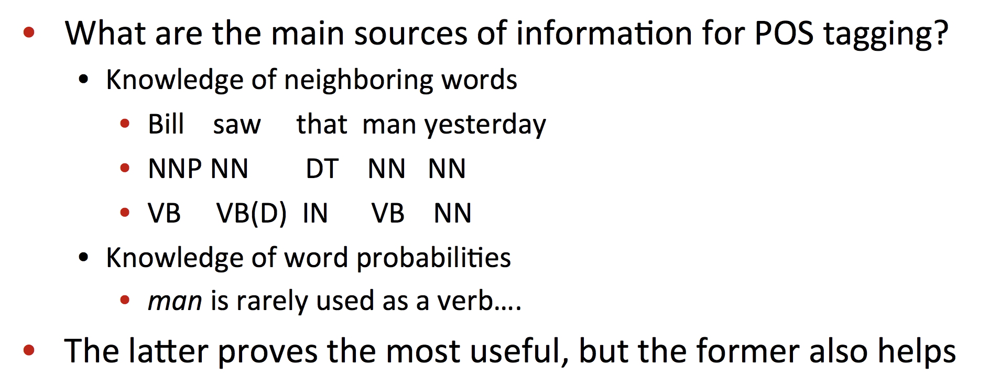 • What are the main sources of information for POS tagging?
• Knowledge of neighboring words
• Bill saw that man yesterday
• NNP NN DT NN NN
• VB VB(D) IN VB NN
• Knowledge of word probabilities
• man is rarely used as a verb....
• The latter proves the most useful, but the former also helps